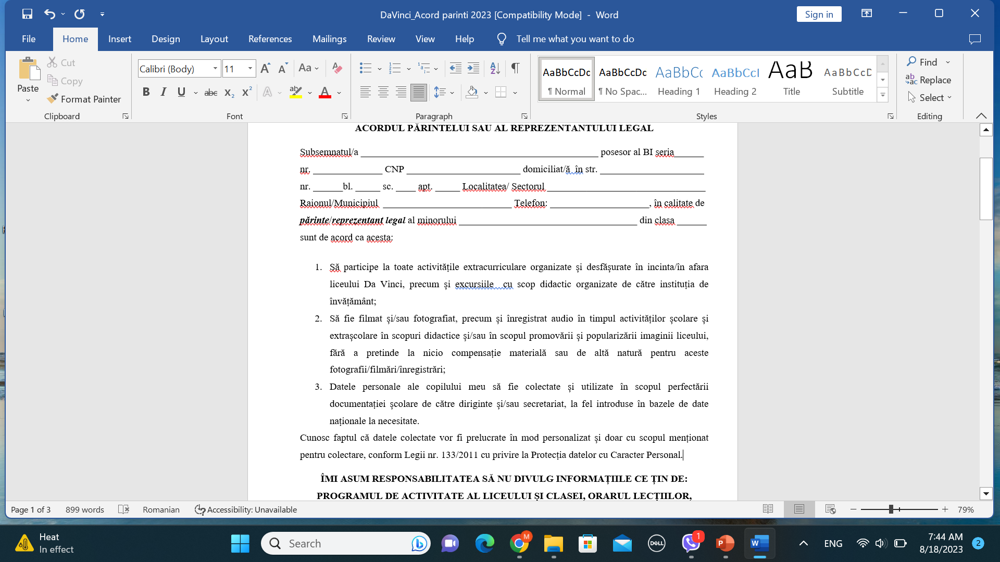 DaVinci_Acord parinti 2023 [Compatibility Mode] - Word
Sign in
File Home Insert Design Layout References Mailings Review View Help Tell me what you want to do
Paste
Cut
Copy
Format Painter
Clipboard
Calibri (Body) 11
Font
Paragraph
AaBbCcDc AaBbCcDc AaBbCc AaBbCcI AaB AaBbCcD
¶ Normal ¶ No Spac... Heading 1 Heading 2 Title Subtitle
Styles
Find
Replace
Select
Editing
ACORDUL PĂRINTELUI SAU AL REPREZENTANTULUI LEGAL
Subsemnatul/a ________________________________________________ posesor al BI seria______
nr. ______________ CNP _______________________ domiciliat/ă în str. _____________________
nr. ______bl. _____ sc. ____ apt. _____ Localitatea/ Sectorul ________________________________
Raionul/Municipiul __________________________ Telefon: ____________________, în calitate de
părinte/reprezentant legal al minorului ____________________________________ din clasa ______
sunt de acord ca acesta:
1. Să participe la toate activitățile extracurriculare organizate și desfășurate în incinta/în afara
liceului Da Vinci, precum și excursiile cu scop didactic organizate de către instituția de
învățământ;
2. Să fie filmat și/sau fotografiat, precum și înregistrat audio în timpul activităților școlare și
extrașcolare în scopuri didactice și/sau în scopul promovării și popularizării imaginii liceului,
fără a pretinde la nicio compensație materială sau de altă natură pentru aceste
fotografii/filmări/înregistrări;
3. Datele personale ale copilului meu să fie colectate și utilizate în scopul perfectării
documentației școlare de către diriginte și/sau secretariat, la fel introduse în bazele de date
naționale la necesitate.
Cunosc faptul că datele colectate vor fi prelucrate în mod personalizat și doar cu scopul menționat
pentru colectare, conform Legii nr. 133/2011 cu privire la Protecția datelor cu Caracter Personal.
ÎMI ASUM RESPONSABILITATEA SĂ NU DIVULG INFORMAȚIILE CE ȚIN DE:
PROGRAMUL DE ACTIVITATE AL LICEULUI ȘI CLASEI, ORARUL LECȚIILOR,
Page 1 of 3 899 words Romanian Accessibility: Unavailable 79%
Heat
In effect
Search
M
DELL
1
P
W
ENG
7:44 AM
8/18/2023
2